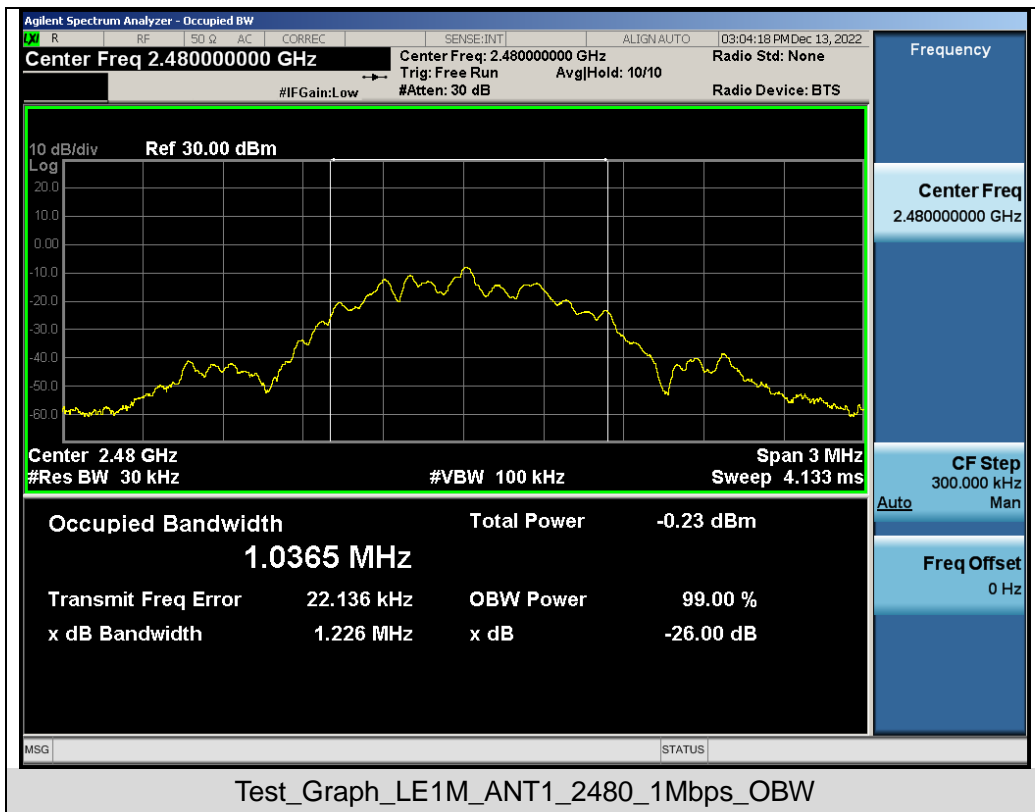 Agilent Spectrum Analyzer - Occupied BW
LXI R RF 50 Ω AC CORREC SENSE:INT ALIGN AUTO 03:04:18 PM Dec 13, 2022
Center Freq 2.480000000 GHz
Center Freq: 2.480000000 GHz
Radio Std: None
Trig: Free Run Avg|Hold: 10/10
#IFGain:Low
#Atten: 30 dB
Radio Device: BTS
Frequency
10 dB/div Ref 30.00 dBm
Log
20.0
10.0
0.00
-10.0
-20.0
-30.0
-40.0
-50.0
-60.0
Center 2.48 GHz Span 3 MHz
#Res BW 30 kHz #VBW 100 kHz Sweep 4.133 ms
Center Freq
2.480000000 GHz
CF Step
300.000 kHz
Auto Man
Freq Offset
0 Hz
Occupied Bandwidth Total Power -0.23 dBm
1.0365 MHz
Transmit Freq Error 22.136 kHz OBW Power 99.00 %
x dB Bandwidth 1.226 MHz x dB -26.00 dB
MSG STATUS
Test_Graph_LE1M_ANT1_2480_1Mbps_OBW